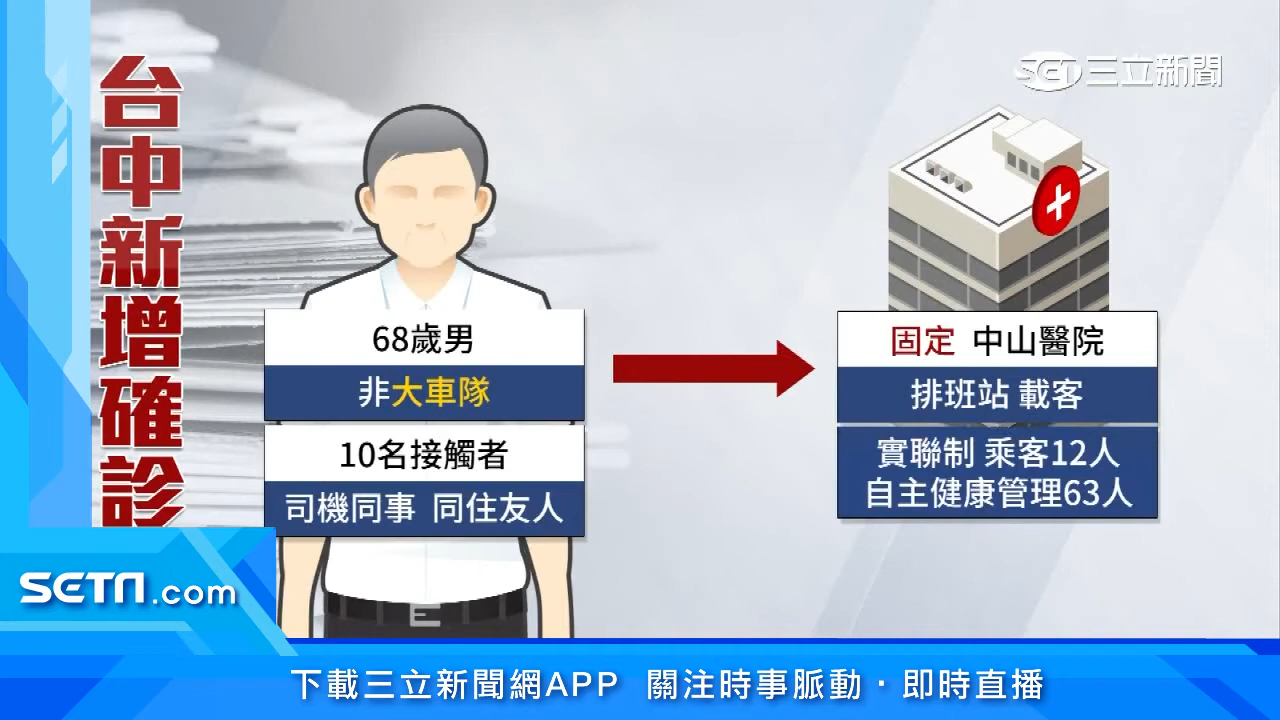 台中新增確診
SET三立新聞
68歲男
非大車隊
10名接觸者
司機同事 同住友人
固定 中山醫院
排班站 載客
實聯制 乘客12人
自主健康管理63人
SETN.com
下載三立新聞網APP 關注時事脈動·即時直播